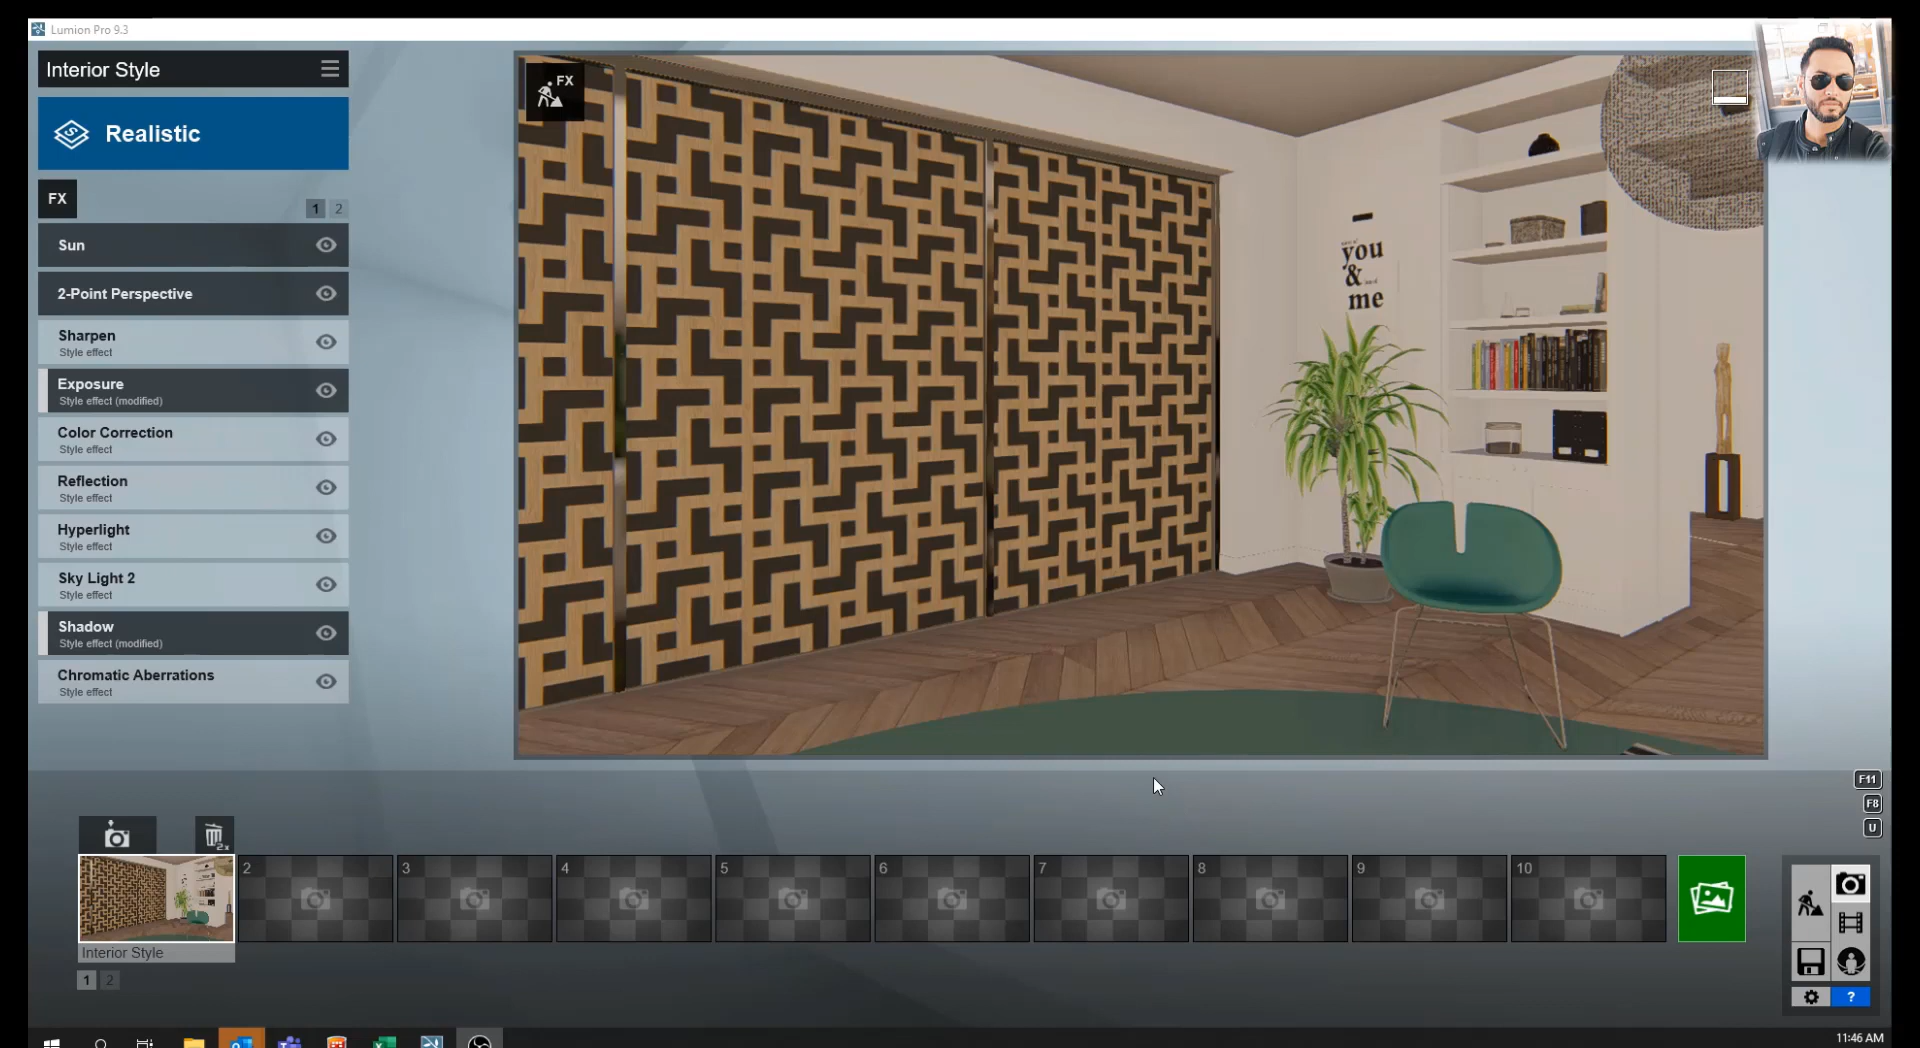 Lumion Pro 9.3
Interior Style
Realistic
FX
1 2
Sun
2-Point Perspective
Sharpen
Style effect
Exposure
Style effect (modified)
Color Correction
Style effect
Reflection
Style effect
Hyperlight
Style effect
Sky Light 2
Style effect
Shadow
Style effect (modified)
Chromatic Aberrations
Style effect
FX
you
&
me
F11
F8
U
2x
2 3 4 5 6 7 8 9 10
Interior Style
1 2
?
11:46 AM